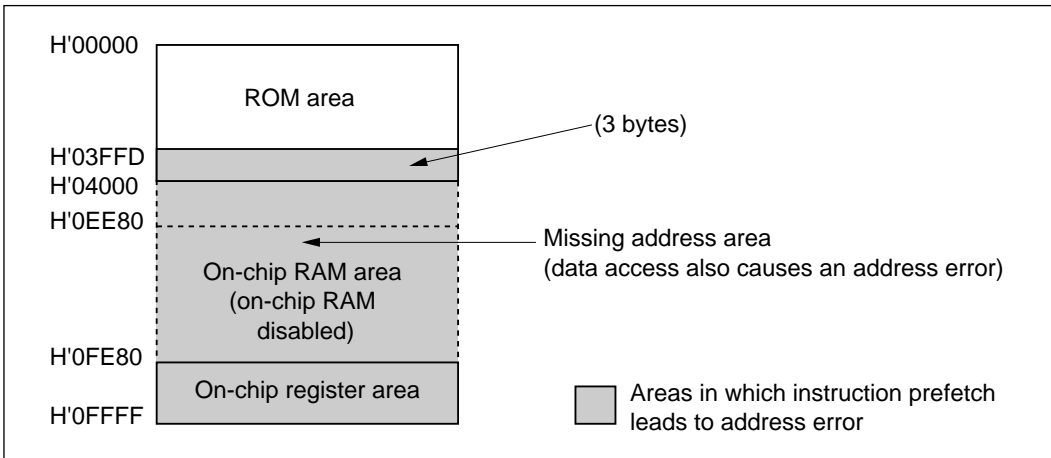 H'00000
ROM area
(3 bytes)
H'03FFD
H'04000
H'0EE80
Missing address area
(data access also causes an address error)
On-chip RAM area
(on-chip RAM
disabled)
H'0FE80
On-chip register area
H'0FFFF
Areas in which instruction prefetch
leads to address error